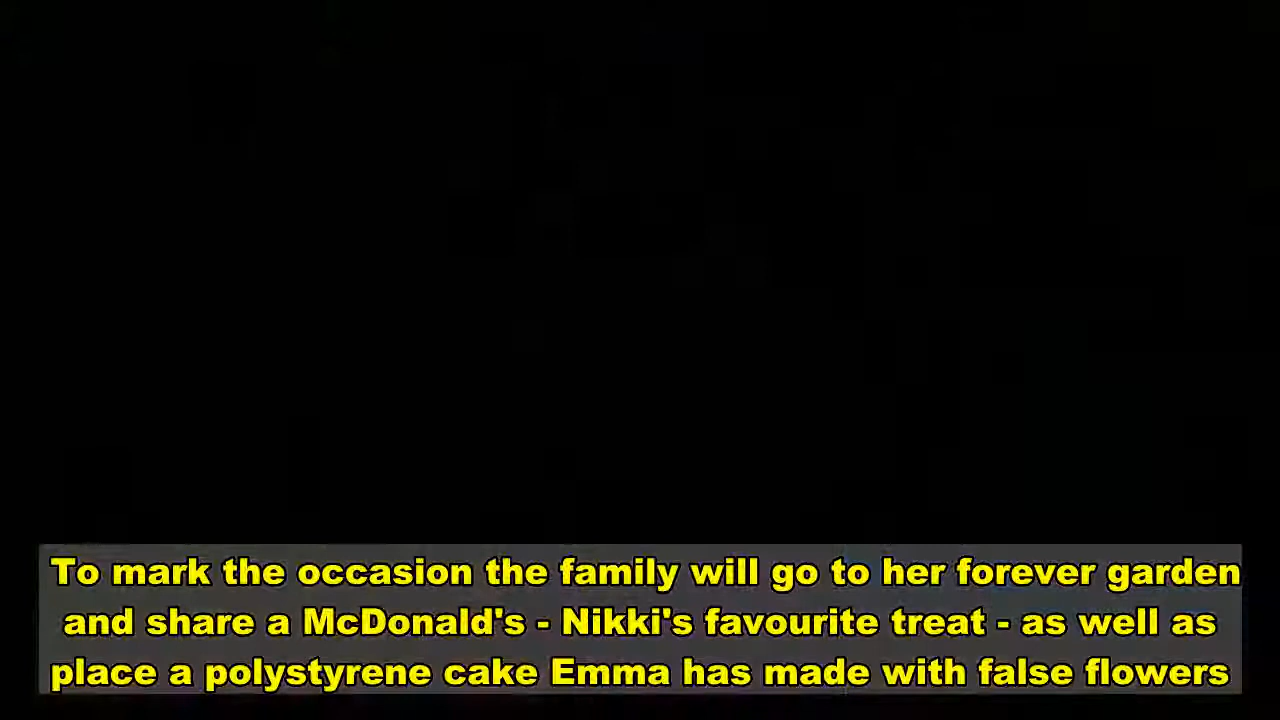 To mark the occasion the family will go to her forever garden
and share a McDonald's - Nikki's favourite treat - as well as
place a polystyrene cake Emma has made with false flowers